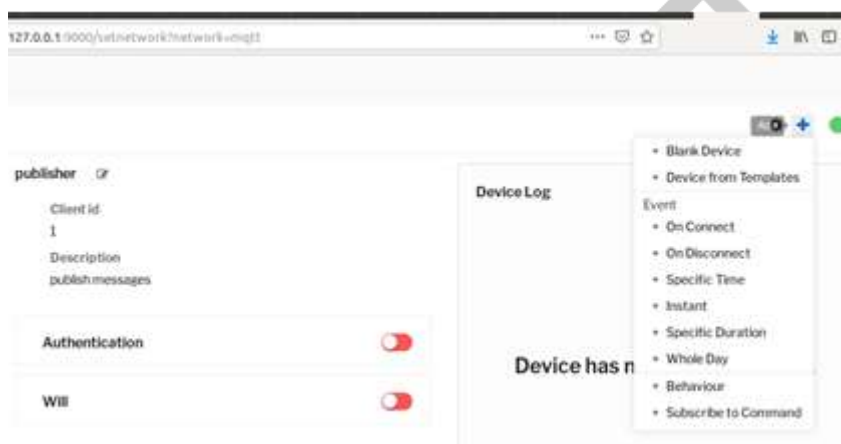 127.0.0.1:9000/setnetwork?network=mqtt
publisher
Client id
1
Description
publish messages
Authentication
Will
Device Log
Device has n
Blank Device
Device from Templates
Event
On Connect
On Disconnect
Specific Time
Instant
Specific Duration
Whole Day
Behaviour
Subscribe to Command